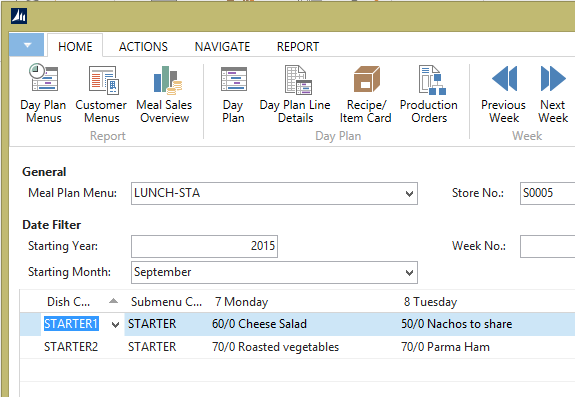 HOME ACTIONS NAVIGATE REPORT
Day Plan Menus
Customer Menus
Meal Sales Overview
Day Plan
Day Plan Line Details
Recipe/ Item Card
Production Orders
Previous Week
Next Week
Report Day Plan Week
General
Meal Plan Menu: LUNCH-STA Store No.: S0005
Date Filter
Starting Year: 2015 Week No.:
Starting Month: September
Dish C... Submenu C... 7 Monday 8 Tuesday
STARTER1 STARTER 60/0 Cheese Salad 50/0 Nachos to share
STARTER2 STARTER 70/0 Roasted vegetables 70/0 Parma Ham